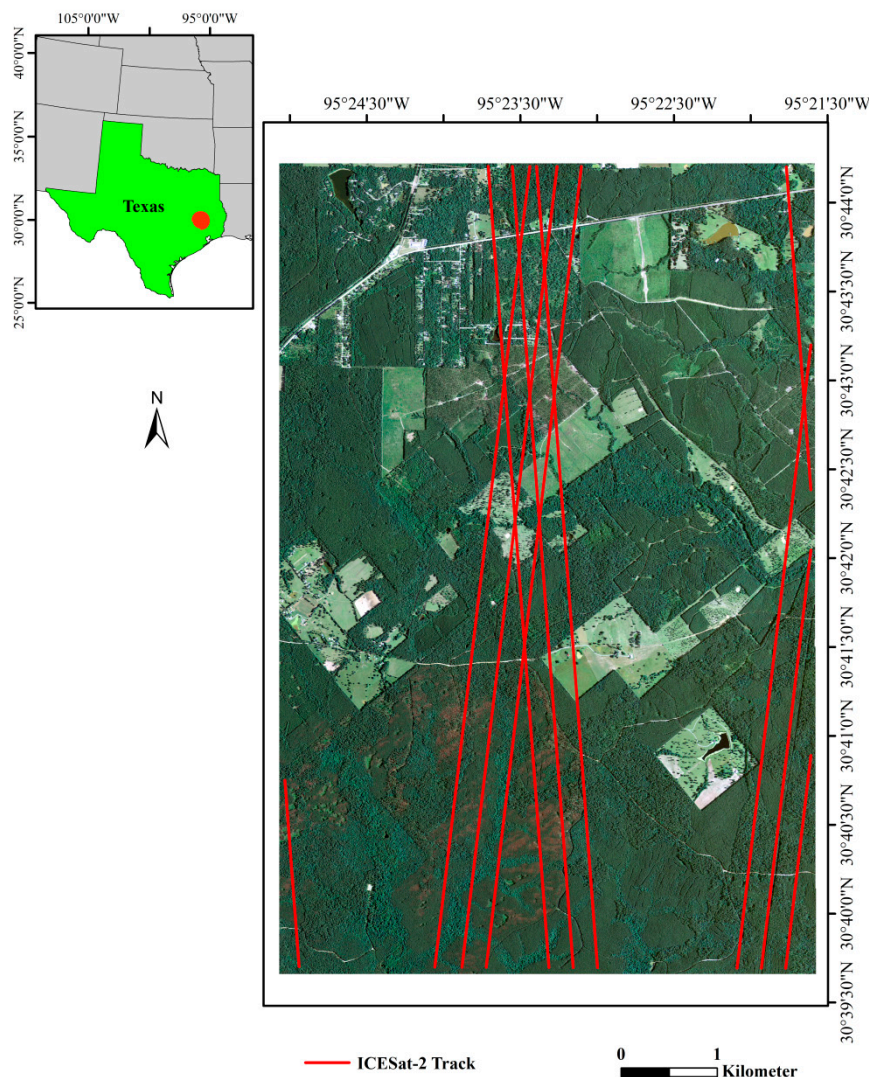 105°0'0"W 95°0'0"W
40°0'0"N
35°0'0"N
30°0'0"N
25°0'0"N
Texas
N
95°24'30"W 95°23'30"W 95°22'30"W 95°21'30"W
30°44'0"N
30°43'30"N
30°43'0"N
30°42'30"N
30°42'0"N
30°41'30"N
30°41'0"N
30°40'30"N
30°40'0"N
30°39'30"N
ICESat-2 Track
0 1
Kilometer